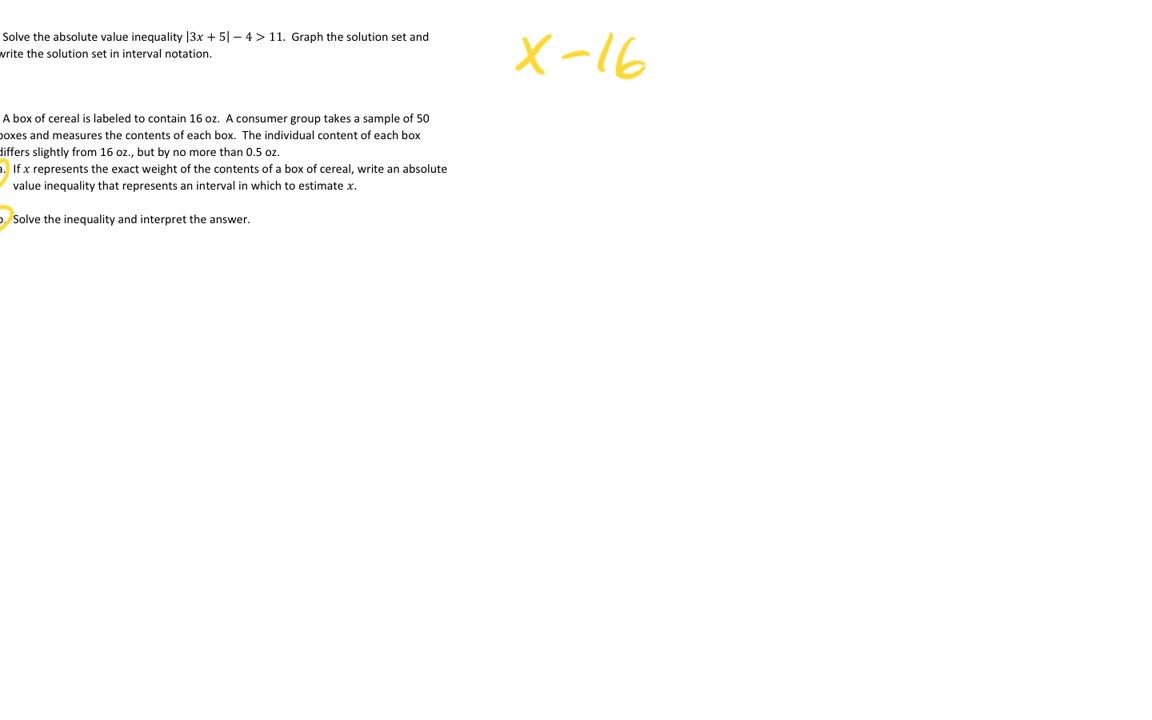 Solve the absolute value inequality |3x + 5| − 4 > 11. Graph the solution set and
write the solution set in interval notation.
x-16
A box of cereal is labeled to contain 16 oz. A consumer group takes a sample of 50
boxes and measures the contents of each box. The individual content of each box
differs slightly from 16 oz., but by no more than 0.5 oz.
a. If x represents the exact weight of the contents of a box of cereal, write an absolute
value inequality that represents an interval in which to estimate x.
b. Solve the inequality and interpret the answer.